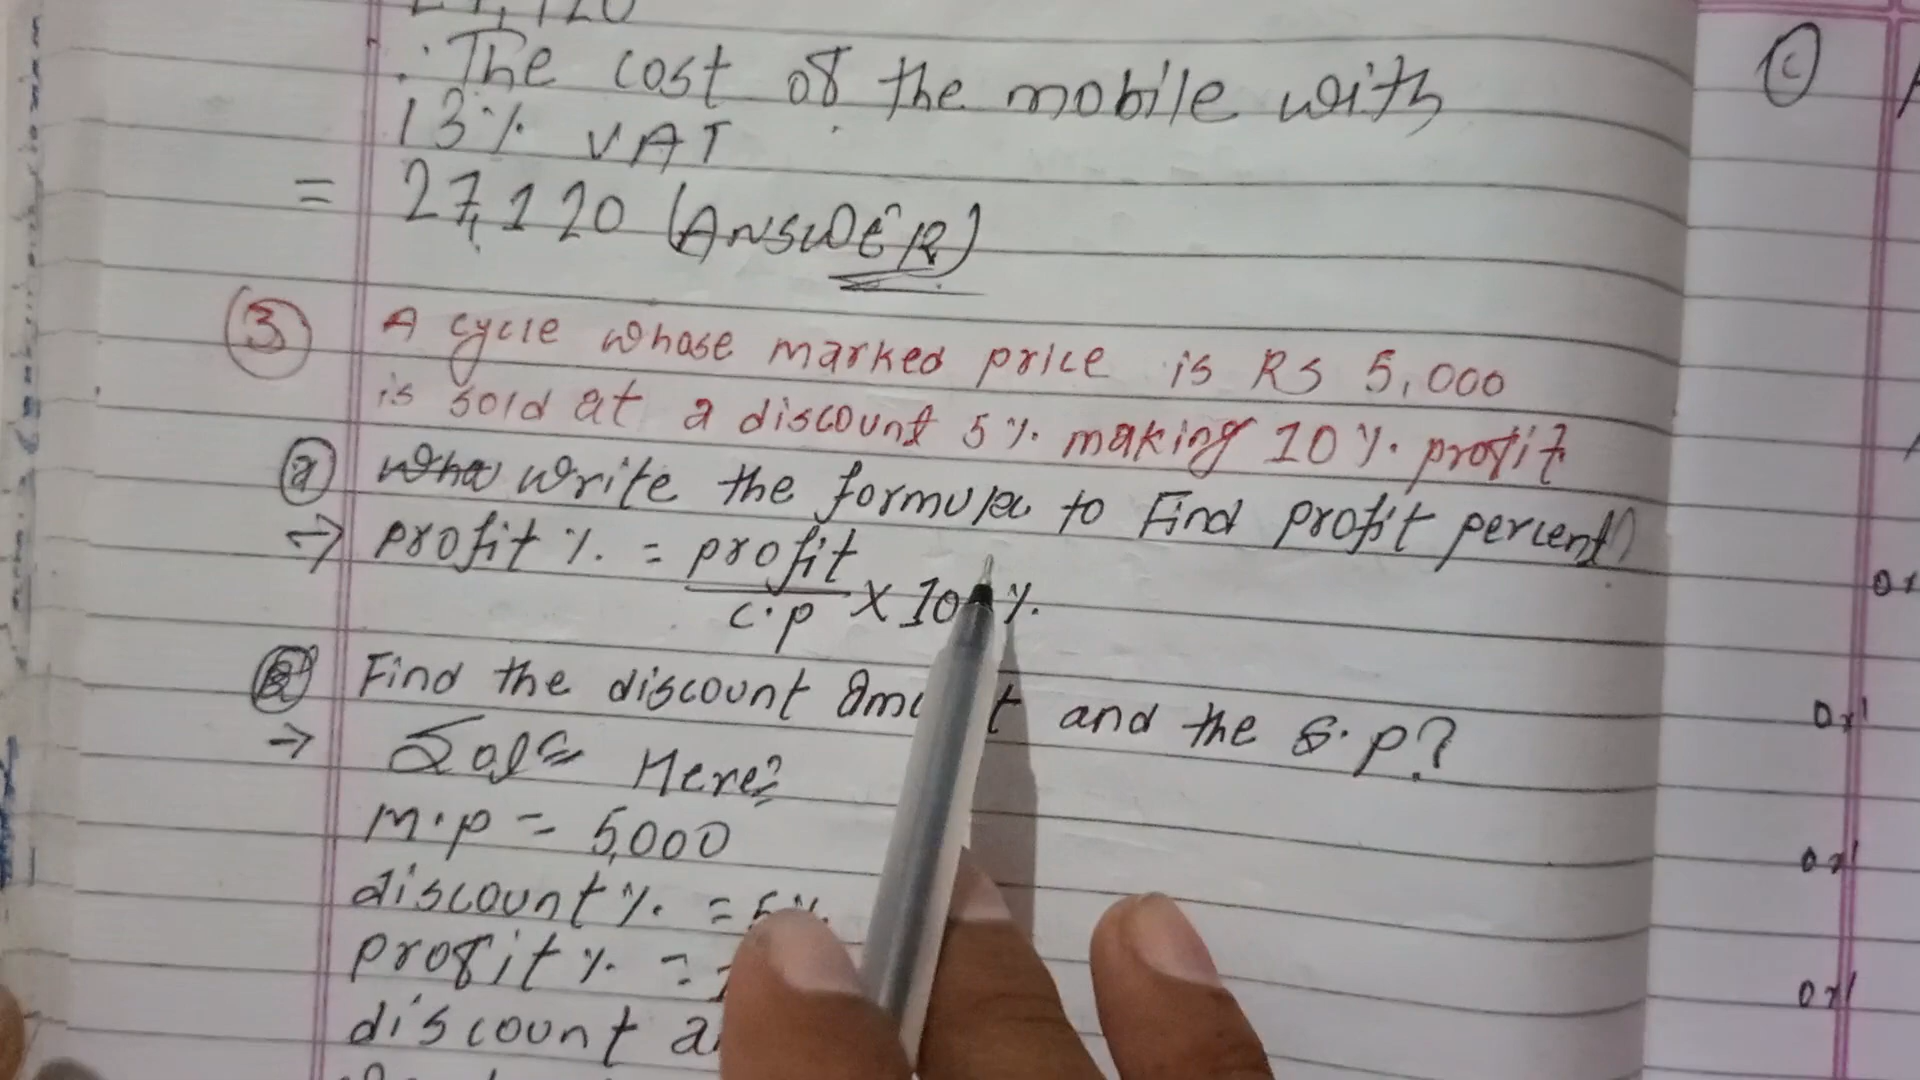 ∴ The cost of the mobile with
13% VAT
= 27,120 (ANSWER)
③ A cycle whose marked price is RS 5,000
is sold at a discount 5% making 10% profit
ⓐ write the formula to Find profit percent
→ profit % = profit
c.p × 10 %
Find the discount and the S.p?
→ Here,
m.p = 5,000
discount % = 5%
profit % =
discount
ⓒ